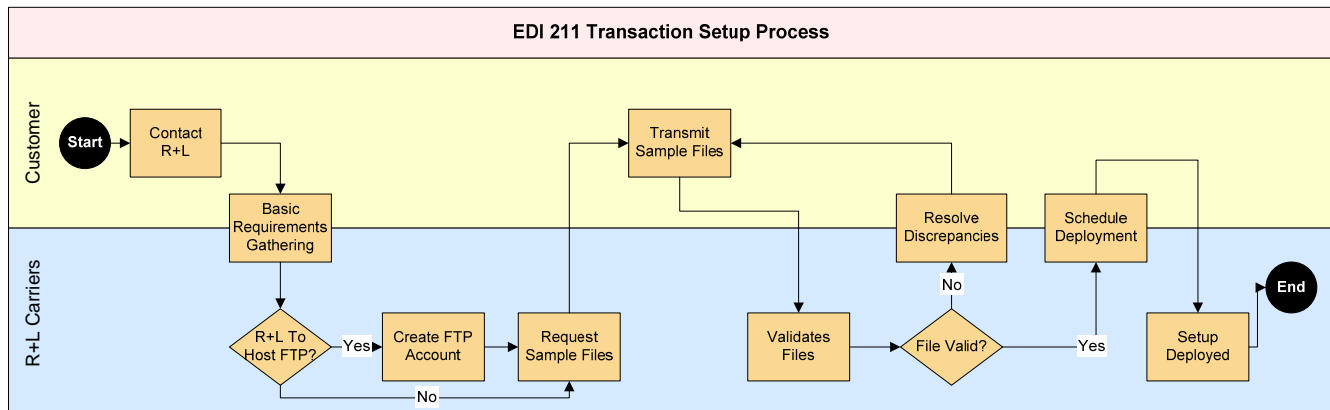 EDI 211 Transaction Setup Process
Customer
Start
Contact
R+L
Basic
Requirements
Gathering
Transmit
Sample Files
Resolve
Discrepancies
Schedule
Deployment
R+L Carriers
R+L To
Host FTP?
Yes
No
Create FTP
Account
Request
Sample Files
Validates
Files
File Valid?
No
Yes
Setup
Deployed
End